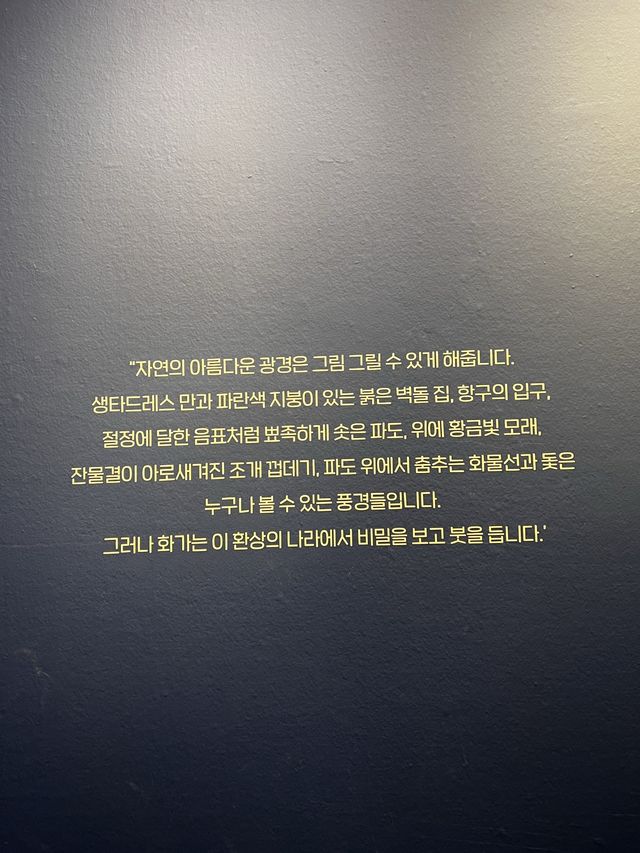 "자연의 아름다운 광경은 그림 그릴 수 있게 해줍니다.
생타드레스 만과 파란색 지붕이 있는 붉은 벽돌 집, 항구의 입구,
절정에 달한 음표처럼 뾰족하게 솟은 파도, 위에 황금빛 모래,
잔물결이 아로새겨진 조개 껍데기, 파도 위에서 춤추는 화물선과 돛은
누구나 볼 수 있는 풍경들입니다.
그러나 화가는 이 환상의 나라에서 비밀을 보고 붓을 듭니다.'